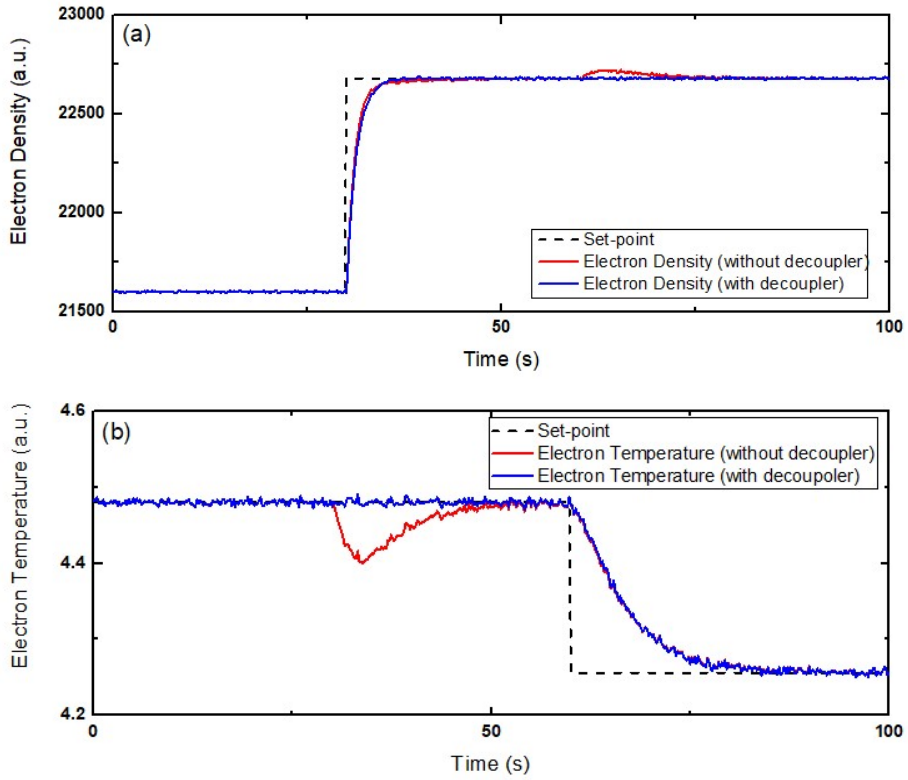 (a)
Electron Density (a.u.)
23000
22500
22000
21500
Set-point
Electron Density (without decoupler)
Electron Density (with decoupler)
0
50
100
Time (s)
(b)
Electron Temperature (a.u.)
4.6
4.4
4.2
Set-point
Electron Temperature (without decoupler)
Electron Temperature (with decoupoler)
0
50
100
Time (s)